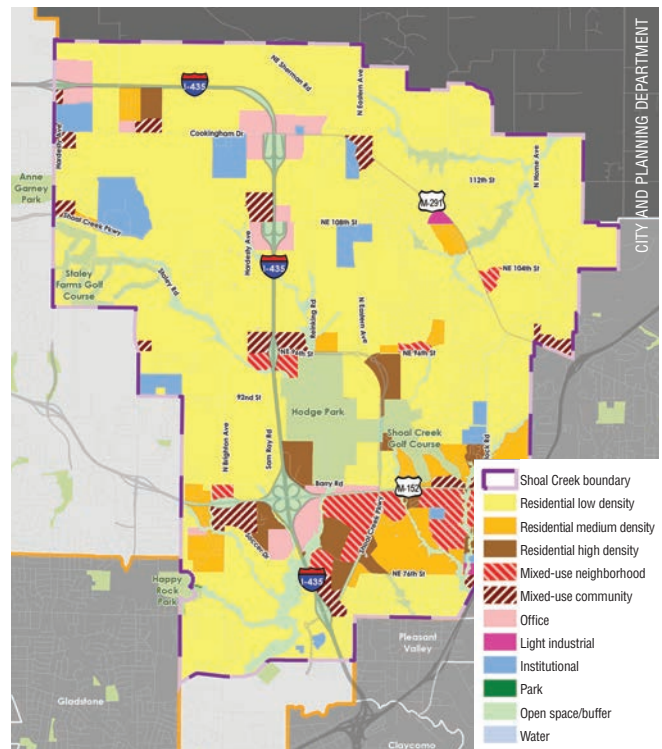 CITY AND PLANNING DEPARTMENT
I-435
NE Sherman Rd
N Eastern Ave
Hardesty Ave
Cookingham Dr
N Home Ave
112th St
Anne
Garney
Park
Shoal Creek Pkwy
M-291
NE 108th St
Hardesty Ave
I-435
Staley
Farms Golf
Course
Staley Rd
NE 104th St
Reinking Rd
N Eastern Ave
NE 96th St
NE 96th St
92nd St
Hodge Park
Shoal Creek
Golf Course
N Brighton Ave
Sam Ray Rd
Barry Rd
M-152
Shoal Creek Pkwy
Soccer Dr
NE 76th St
I-435
Happy
Rock
Park
Pleasant
Valley
Gladstone
Claycomo
Shoal Creek boundary
Residential low density
Residential medium density
Residential high density
Mixed-use neighborhood
Mixed-use community
Office
Light industrial
Institutional
Park
Open space/buffer
Water